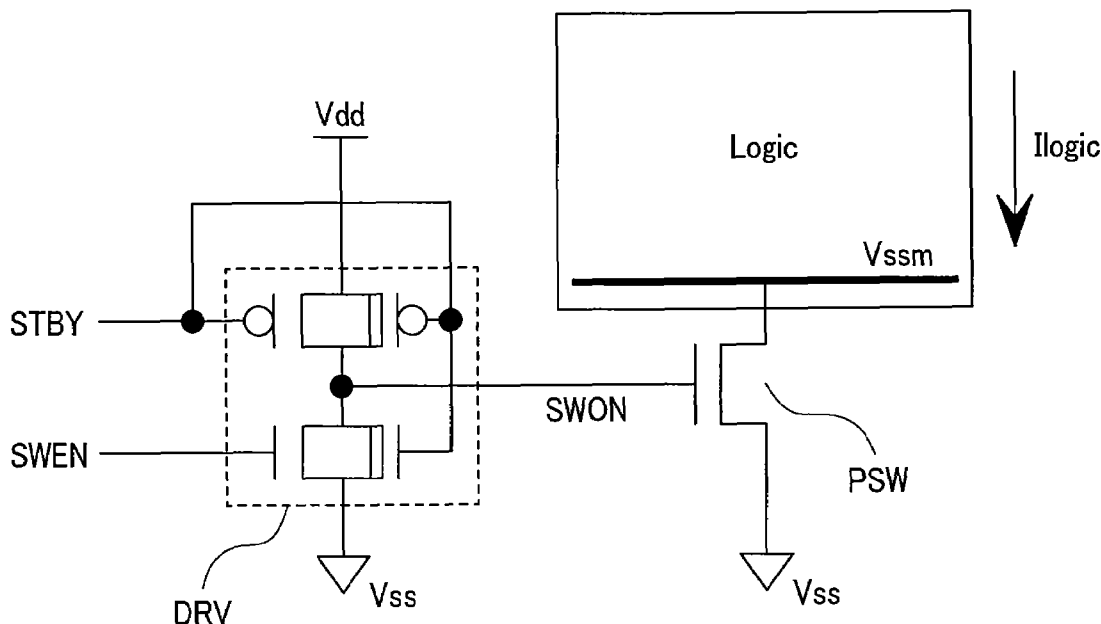 Vdd
Logic
Ilogic
Vssm
STBY
SWEN
SWON
PSW
DRV
Vss
Vss